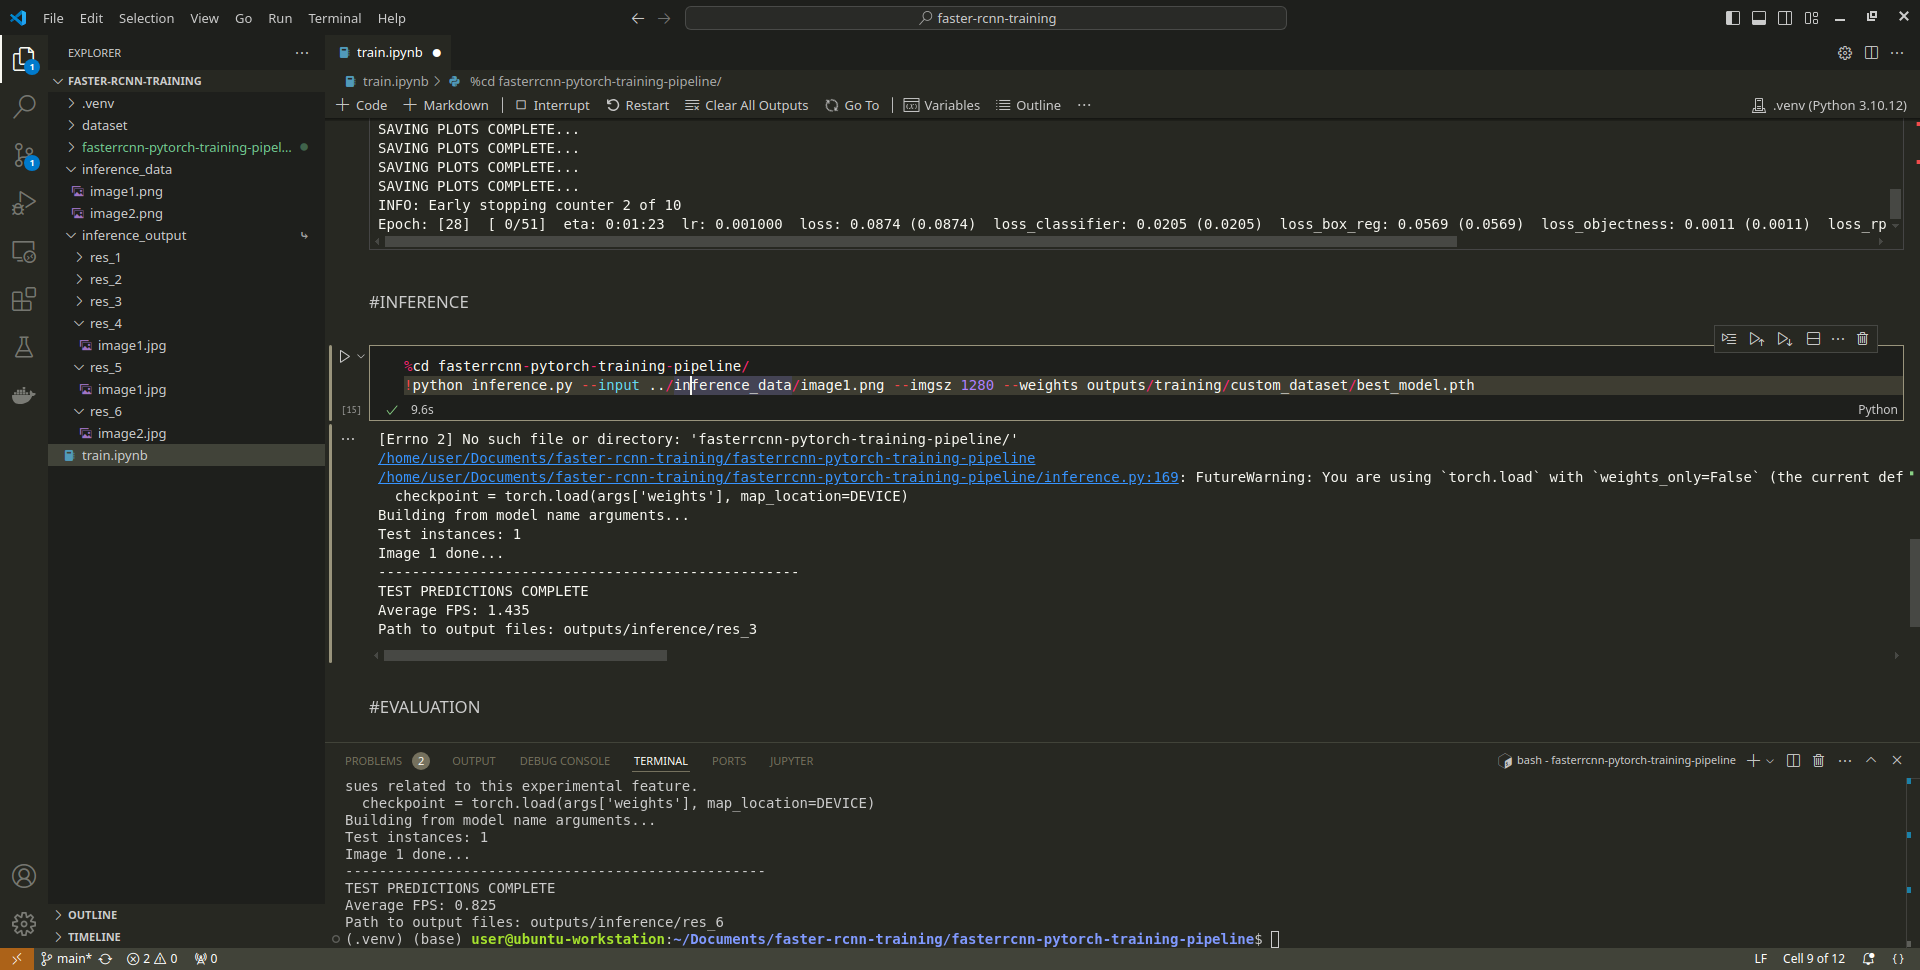 File Edit Selection View Go Run Terminal Help
faster-rcnn-training
EXPLORER
train.ipynb
FASTER-RCNN-TRAINING
train.ipynb > %cd fasterrcnn-pytorch-training-pipeline/
Code Markdown Interrupt Restart Clear All Outputs Go To Variables Outline ···
.venv (Python 3.10.12)
1
1
.venv
dataset
fasterrcnn-pytorch-training-pipel...
inference_data
image1.png
image2.png
inference_output
res_1
res_2
res_3
res_4
image1.jpg
res_5
image1.jpg
res_6
image2.jpg
train.ipynb
OUTLINE
TIMELINE
SAVING PLOTS COMPLETE...
SAVING PLOTS COMPLETE...
SAVING PLOTS COMPLETE...
SAVING PLOTS COMPLETE...
INFO: Early stopping counter 2 of 10
Epoch: [28]  [ 0/51]  eta: 0:01:23  lr: 0.001000  loss: 0.0874 (0.0874)  loss_classifier: 0.0205 (0.0205)  loss_box_reg: 0.0569 (0.0569)  loss_objectness: 0.0011 (0.0011)  loss_rp
#INFERENCE
%cd fasterrcnn-pytorch-training-pipeline/
!python inference.py --input ../inference_data/image1.png --imgsz 1280 --weights outputs/training/custom_dataset/best_model.pth
[15] 9.6s
Python
[Errno 2] No such file or directory: 'fasterrcnn-pytorch-training-pipeline/'
/home/user/Documents/faster-rcnn-training/fasterrcnn-pytorch-training-pipeline
/home/user/Documents/faster-rcnn-training/fasterrcnn-pytorch-training-pipeline/inference.py:169: FutureWarning: You are using `torch.load` with `weights_only=False` (the current def
checkpoint = torch.load(args['weights'], map_location=DEVICE)
Building from model name arguments...
Test instances: 1
Image 1 done...
--------------------------------------------------
TEST PREDICTIONS COMPLETE
Average FPS: 1.435
Path to output files: outputs/inference/res_3
#EVALUATION
PROBLEMS 2 OUTPUT DEBUG CONSOLE TERMINAL PORTS JUPYTER
bash - fasterrcnn-pytorch-training-pipeline
sues related to this experimental feature.
checkpoint = torch.load(args['weights'], map_location=DEVICE)
Building from model name arguments...
Test instances: 1
Image 1 done...
--------------------------------------------------
TEST PREDICTIONS COMPLETE
Average FPS: 0.825
Path to output files: outputs/inference/res_6
(.venv) (base) user@ubuntu-workstation:~/Documents/faster-rcnn-training/fasterrcnn-pytorch-training-pipeline$
main* 2 0 0
LF Cell 9 of 12 {}